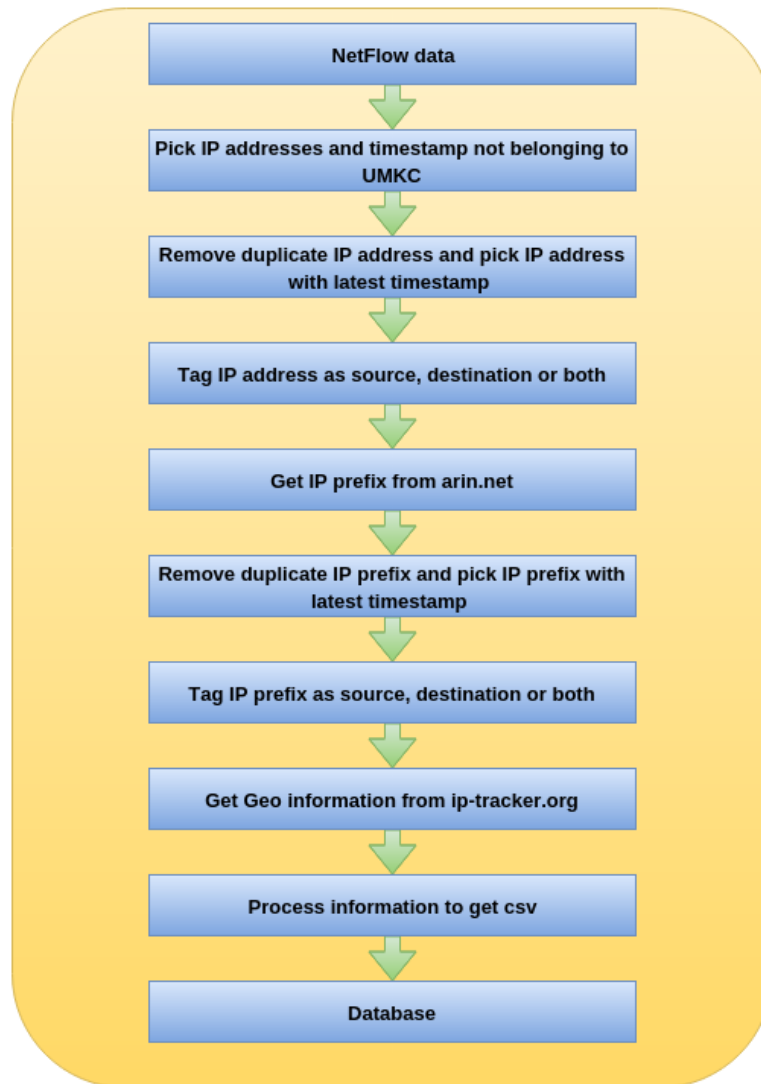 NetFlow data
Pick IP addresses and timestamp not belonging to
UMKC
Remove duplicate IP address and pick IP address
with latest timestamp
Tag IP address as source, destination or both
Get IP prefix from arin.net
Remove duplicate IP prefix and pick IP prefix with
latest timestamp
Tag IP prefix as source, destination or both
Get Geo information from ip-tracker.org
Process information to get csv
Database